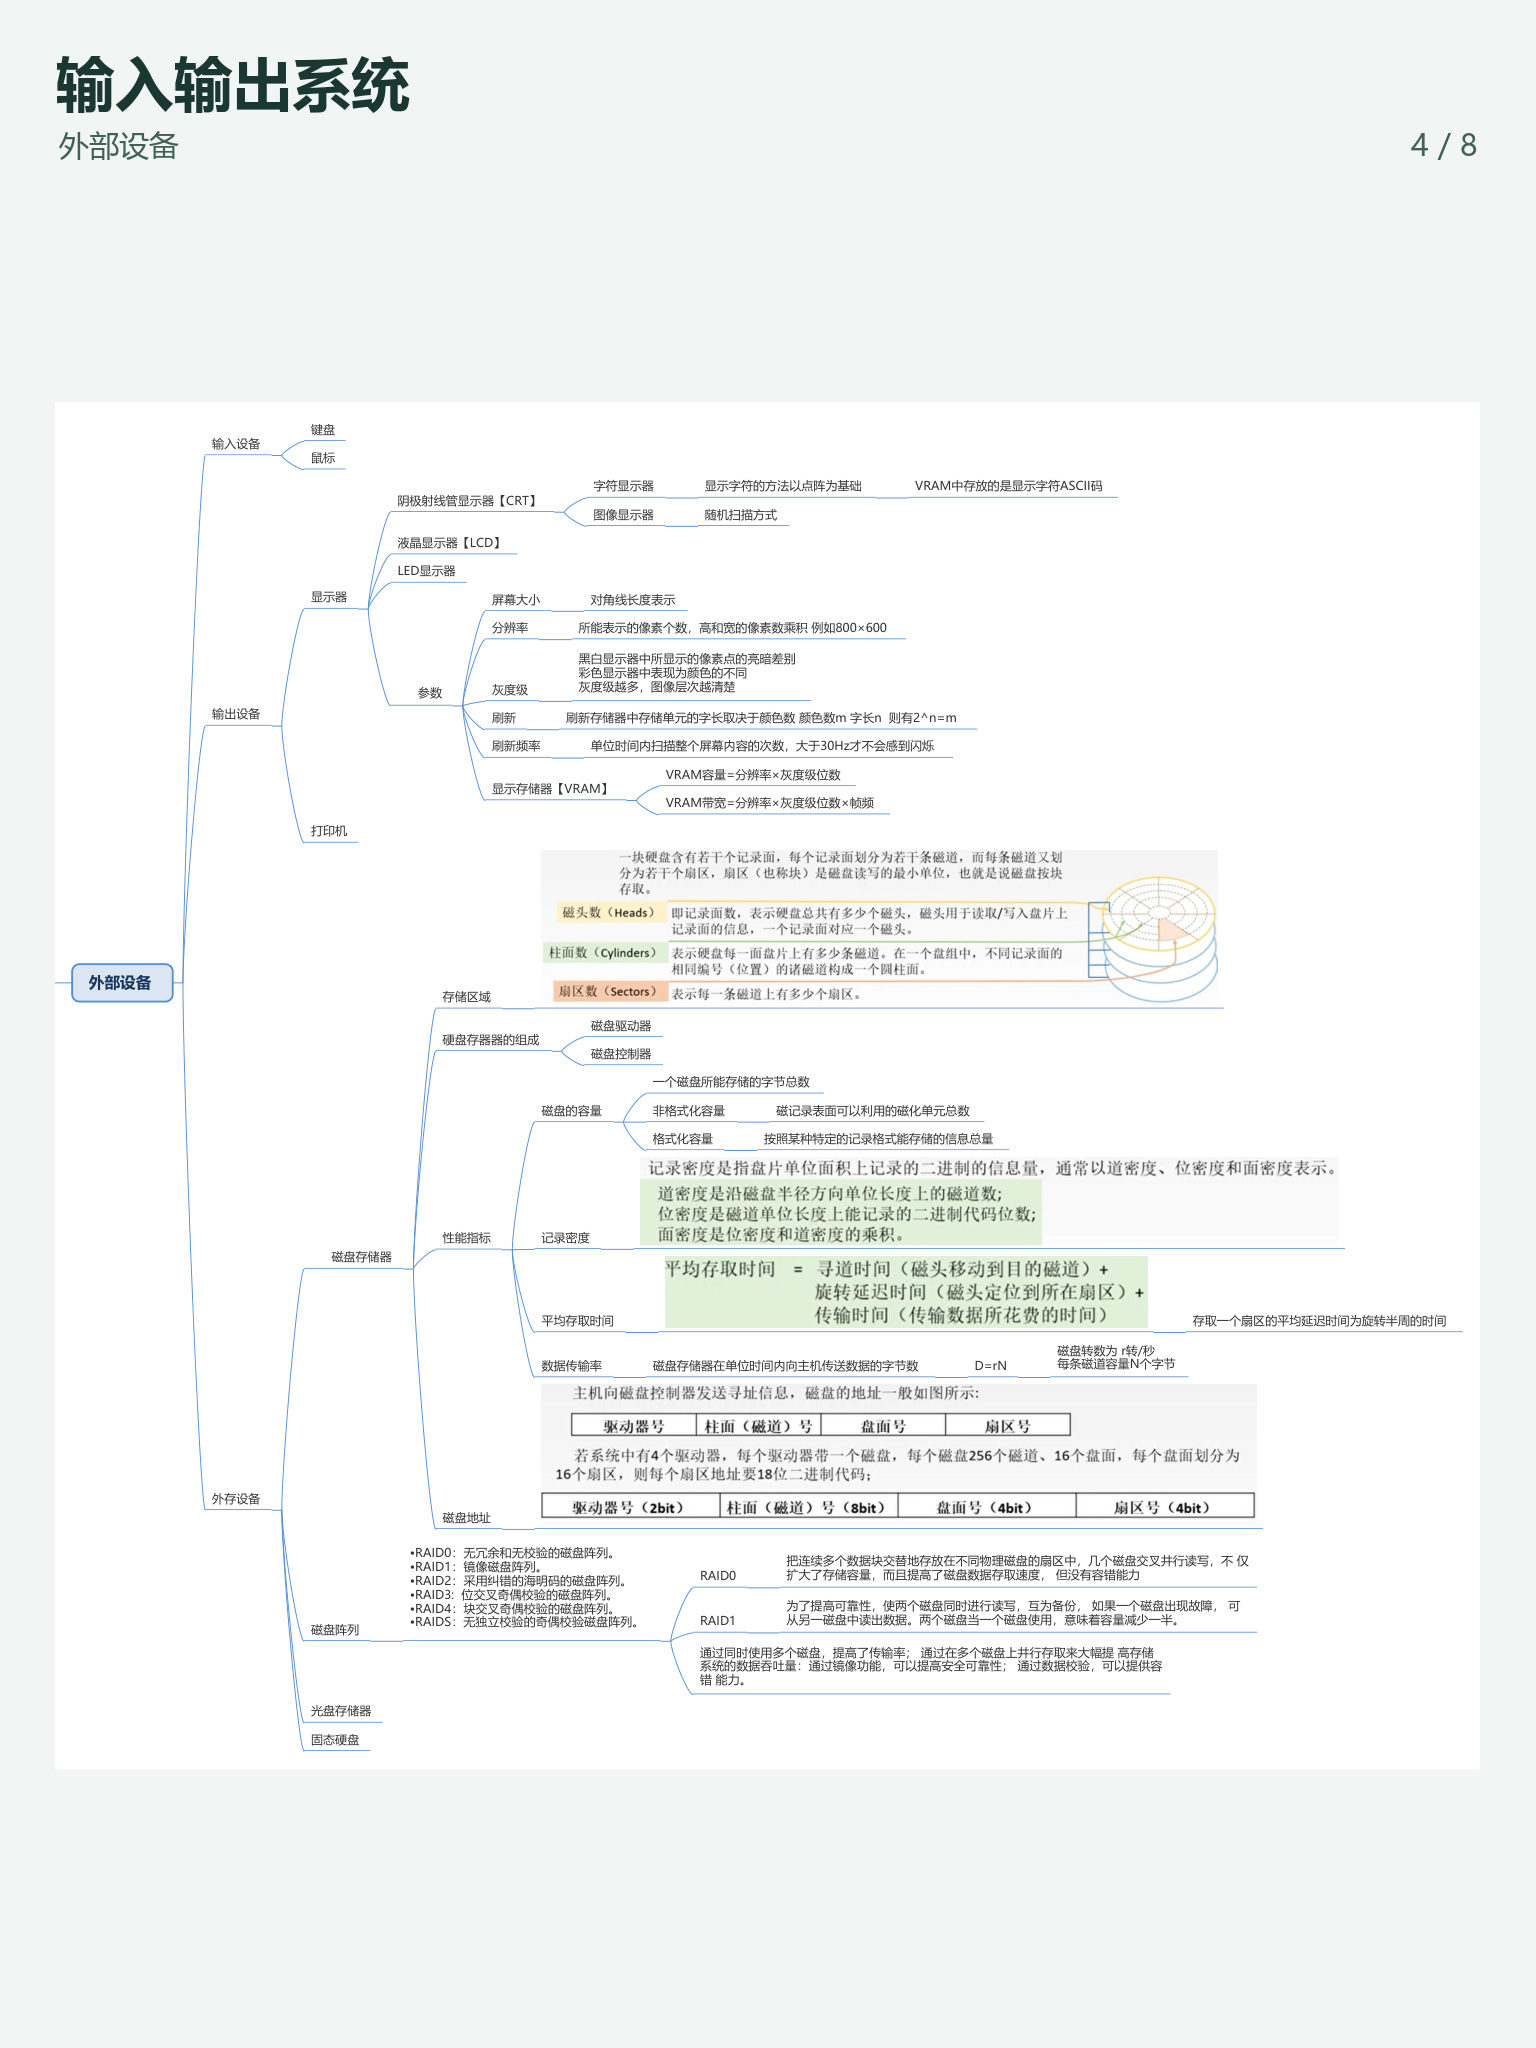 输入输出系统
外部设备
4 / 8
外部设备
输入设备
键盘
鼠标
输出设备
显示器
阴极射线管显示器【CRT】
字符显示器
显示字符的方法以点阵为基础
VRAM中存放的是显示字符ASCII码
图像显示器
随机扫描方式
液晶显示器【LCD】
LED显示器
参数
屏幕大小
对角线长度表示
分辨率
所能表示的像素个数，高和宽的像素数乘积 例如800×600
灰度级
黑白显示器中所显示的像素点的亮暗差别
彩色显示器中表现为颜色的不同
灰度级越多，图像层次越清楚
刷新
刷新存储器中存储单元的字长取决于颜色数 颜色数m 字长n 则有2^n=m
刷新频率
单位时间内扫描整个屏幕内容的次数，大于30Hz才不会感到闪烁
显示存储器【VRAM】
VRAM容量=分辨率×灰度级位数
VRAM带宽=分辨率×灰度级位数×帧频
打印机
外存设备
磁盘存储器
存储区域
一块硬盘含有若干个记录面，每个记录面划分为若干条磁道，而每条磁道又划
分为若干个扇区，扇区（也称块）是磁盘读写的最小单位，也就是说磁盘按块
存取。
磁头数（Heads）
即记录面数，表示硬盘总共有多少个磁头，磁头用于读取/写入盘片上
记录面的信息，一个记录面对应一个磁头。
柱面数（Cylinders）
表示硬盘每一面盘片上有多少条磁道。在一个盘组中，不同记录面的
相同编号（位置）的诸磁道构成一个圆柱面。
扇区数（Sectors）
表示每一条磁道上有多少个扇区。
硬盘存器器的组成
磁盘驱动器
磁盘控制器
性能指标
磁盘的容量
一个磁盘所能存储的字节总数
非格式化容量
磁记录表面可以利用的磁化单元总数
格式化容量
按照某种特定的记录格式能存储的信息总量
记录密度
记录密度是指盘片单位面积上记录的二进制的信息量，通常以道密度、位密度和面密度表示。
道密度是沿磁盘半径方向单位长度上的磁道数;
位密度是磁道单位长度上能记录的二进制代码位数;
面密度是位密度和道密度的乘积。
平均存取时间
平均存取时间 = 寻道时间（磁头移动到目的磁道）+
旋转延迟时间（磁头定位到所在扇区）+
传输时间（传输数据所花费的时间）
存取一个扇区的平均延迟时间为旋转半周的时间
数据传输率
磁盘存储器在单位时间内向主机传送数据的字节数
D=rN
磁盘转数为 r转/秒
每条磁道容量N个字节
磁盘地址
主机向磁盘控制器发送寻址信息，磁盘的地址一般如图所示:
驱动器号 柱面（磁道）号 盘面号 扇区号
若系统中有4个驱动器，每个驱动器带一个磁盘，每个磁盘256个磁道、16个盘面，每个盘面划分为
16个扇区，则每个扇区地址要18位二进制代码;
驱动器号（2bit） 柱面（磁道）号（8bit） 盘面号（4bit） 扇区号（4bit）
磁盘阵列
•RAID0：无冗余和无校验的磁盘阵列。
•RAID1：镜像磁盘阵列。
•RAID2：采用纠错的海明码的磁盘阵列。
•RAID3: 位交叉奇偶校验的磁盘阵列。
•RAID4：块交叉奇偶校验的磁盘阵列。
•RAIDS：无独立校验的奇偶校验磁盘阵列。
RAID0
把连续多个数据块交替地存放在不同物理磁盘的扇区中，几个磁盘交叉并行读写，不 仅
扩大了存储容量，而且提高了磁盘数据存取速度， 但没有容错能力
RAID1
为了提高可靠性，使两个磁盘同时进行读写，互为备份， 如果一个磁盘出现故障， 可
从另一磁盘中读出数据。两个磁盘当一个磁盘使用，意味着容量减少一半。
通过同时使用多个磁盘，提高了传输率； 通过在多个磁盘上并行存取来大幅提 高存储
系统的数据吞吐量：通过镜像功能，可以提高安全可靠性； 通过数据校验，可以提供容
错 能力。
光盘存储器
固态硬盘